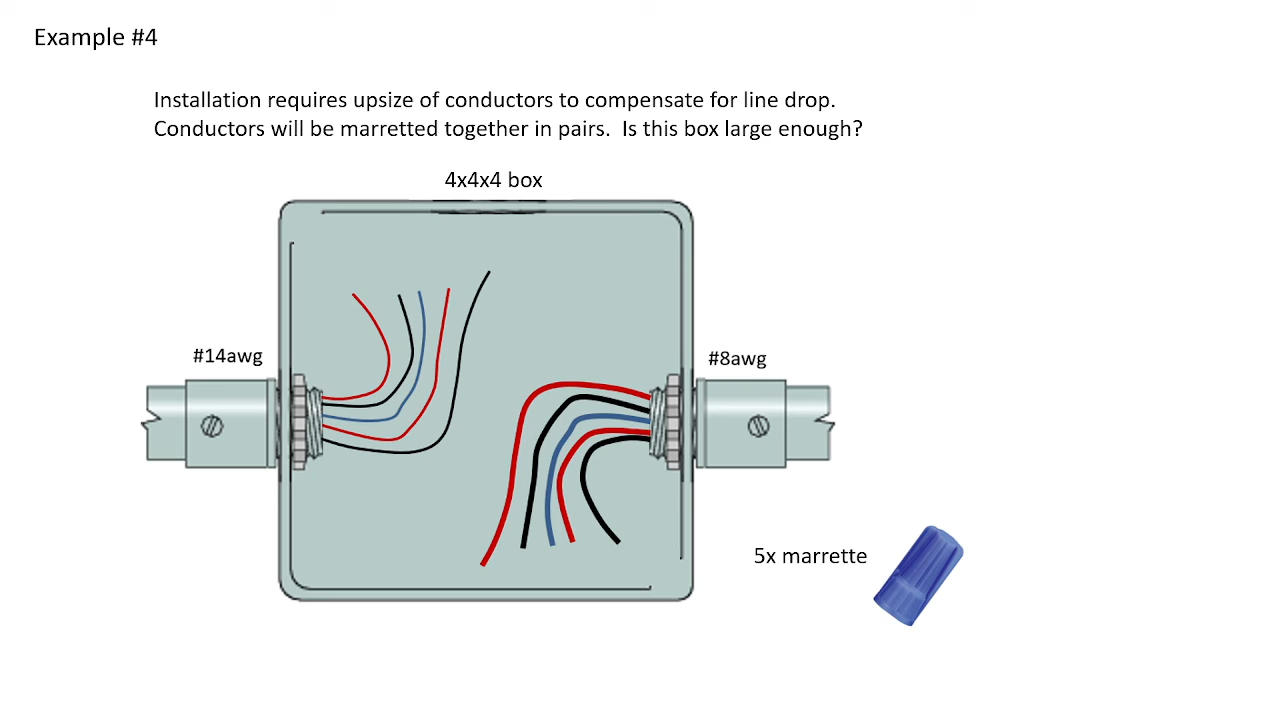 Example #4
Installation requires upsize of conductors to compensate for line drop.
Conductors will be marretted together in pairs.  Is this box large enough?
4x4x4 box
#14awg
#8awg
5x marrette